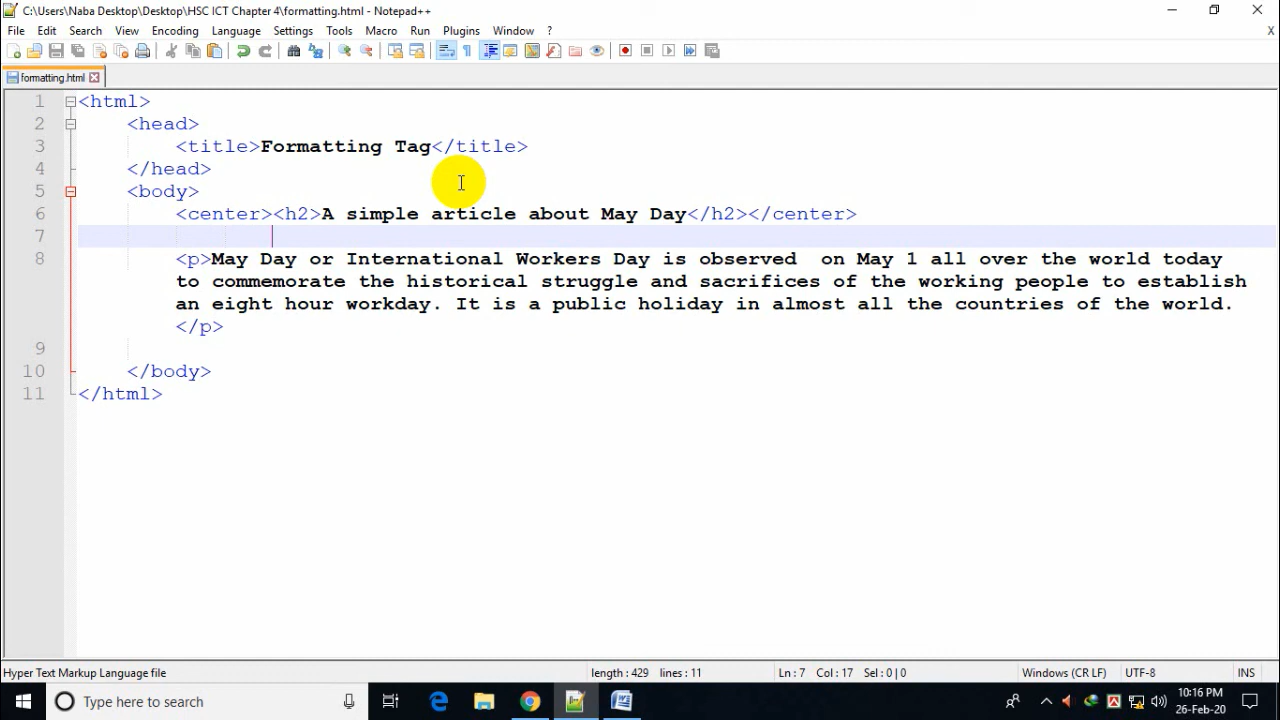 C:\Users\Naba Desktop\Desktop\HSC ICT Chapter 4\formatting.html - Notepad++
File Edit Search View Encoding Language Settings Tools Macro Run Plugins Window ? X
formatting.html
1 <html>
2 <head>
3 <title>Formatting Tag</title>
4 </head>
5 <body>
6 <center><h2>A simple article about May Day</h2></center>
7
8 <p>May Day or International Workers Day is observed  on May 1 all over the world today
to commemorate the historical struggle and sacrifices of the working people to establish
an eight hour workday. It is a public holiday in almost all the countries of the world.
</p>
9
10 </body>
11 </html>
Hyper Text Markup Language file length : 429 lines : 11 Ln : 7 Col : 17 Sel : 0 | 0 Windows (CR LF) UTF-8 INS
Type here to search
10:16 PM
26-Feb-20